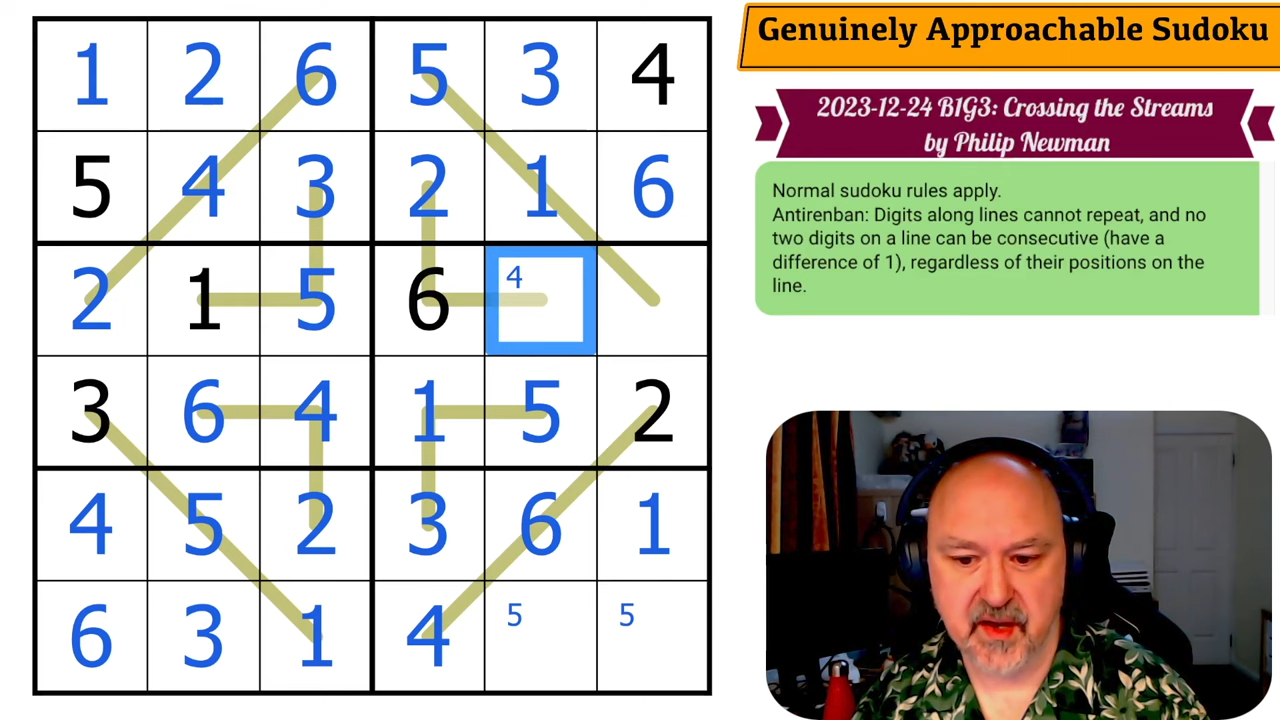 Genuinely Approachable Sudoku
2023-12-24 B1G3: Crossing the Streams
by Philip Newman
Normal sudoku rules apply.
Antirenban: Digits along lines cannot repeat, and no
two digits on a line can be consecutive (have a
difference of 1), regardless of their positions on the
line.
1 2 6 5 3 4
5 4 3 2 1 6
2 1 5 6 4
3 6 4 1 5 2
4 5 2 3 6 1
6 3 1 4 5 5